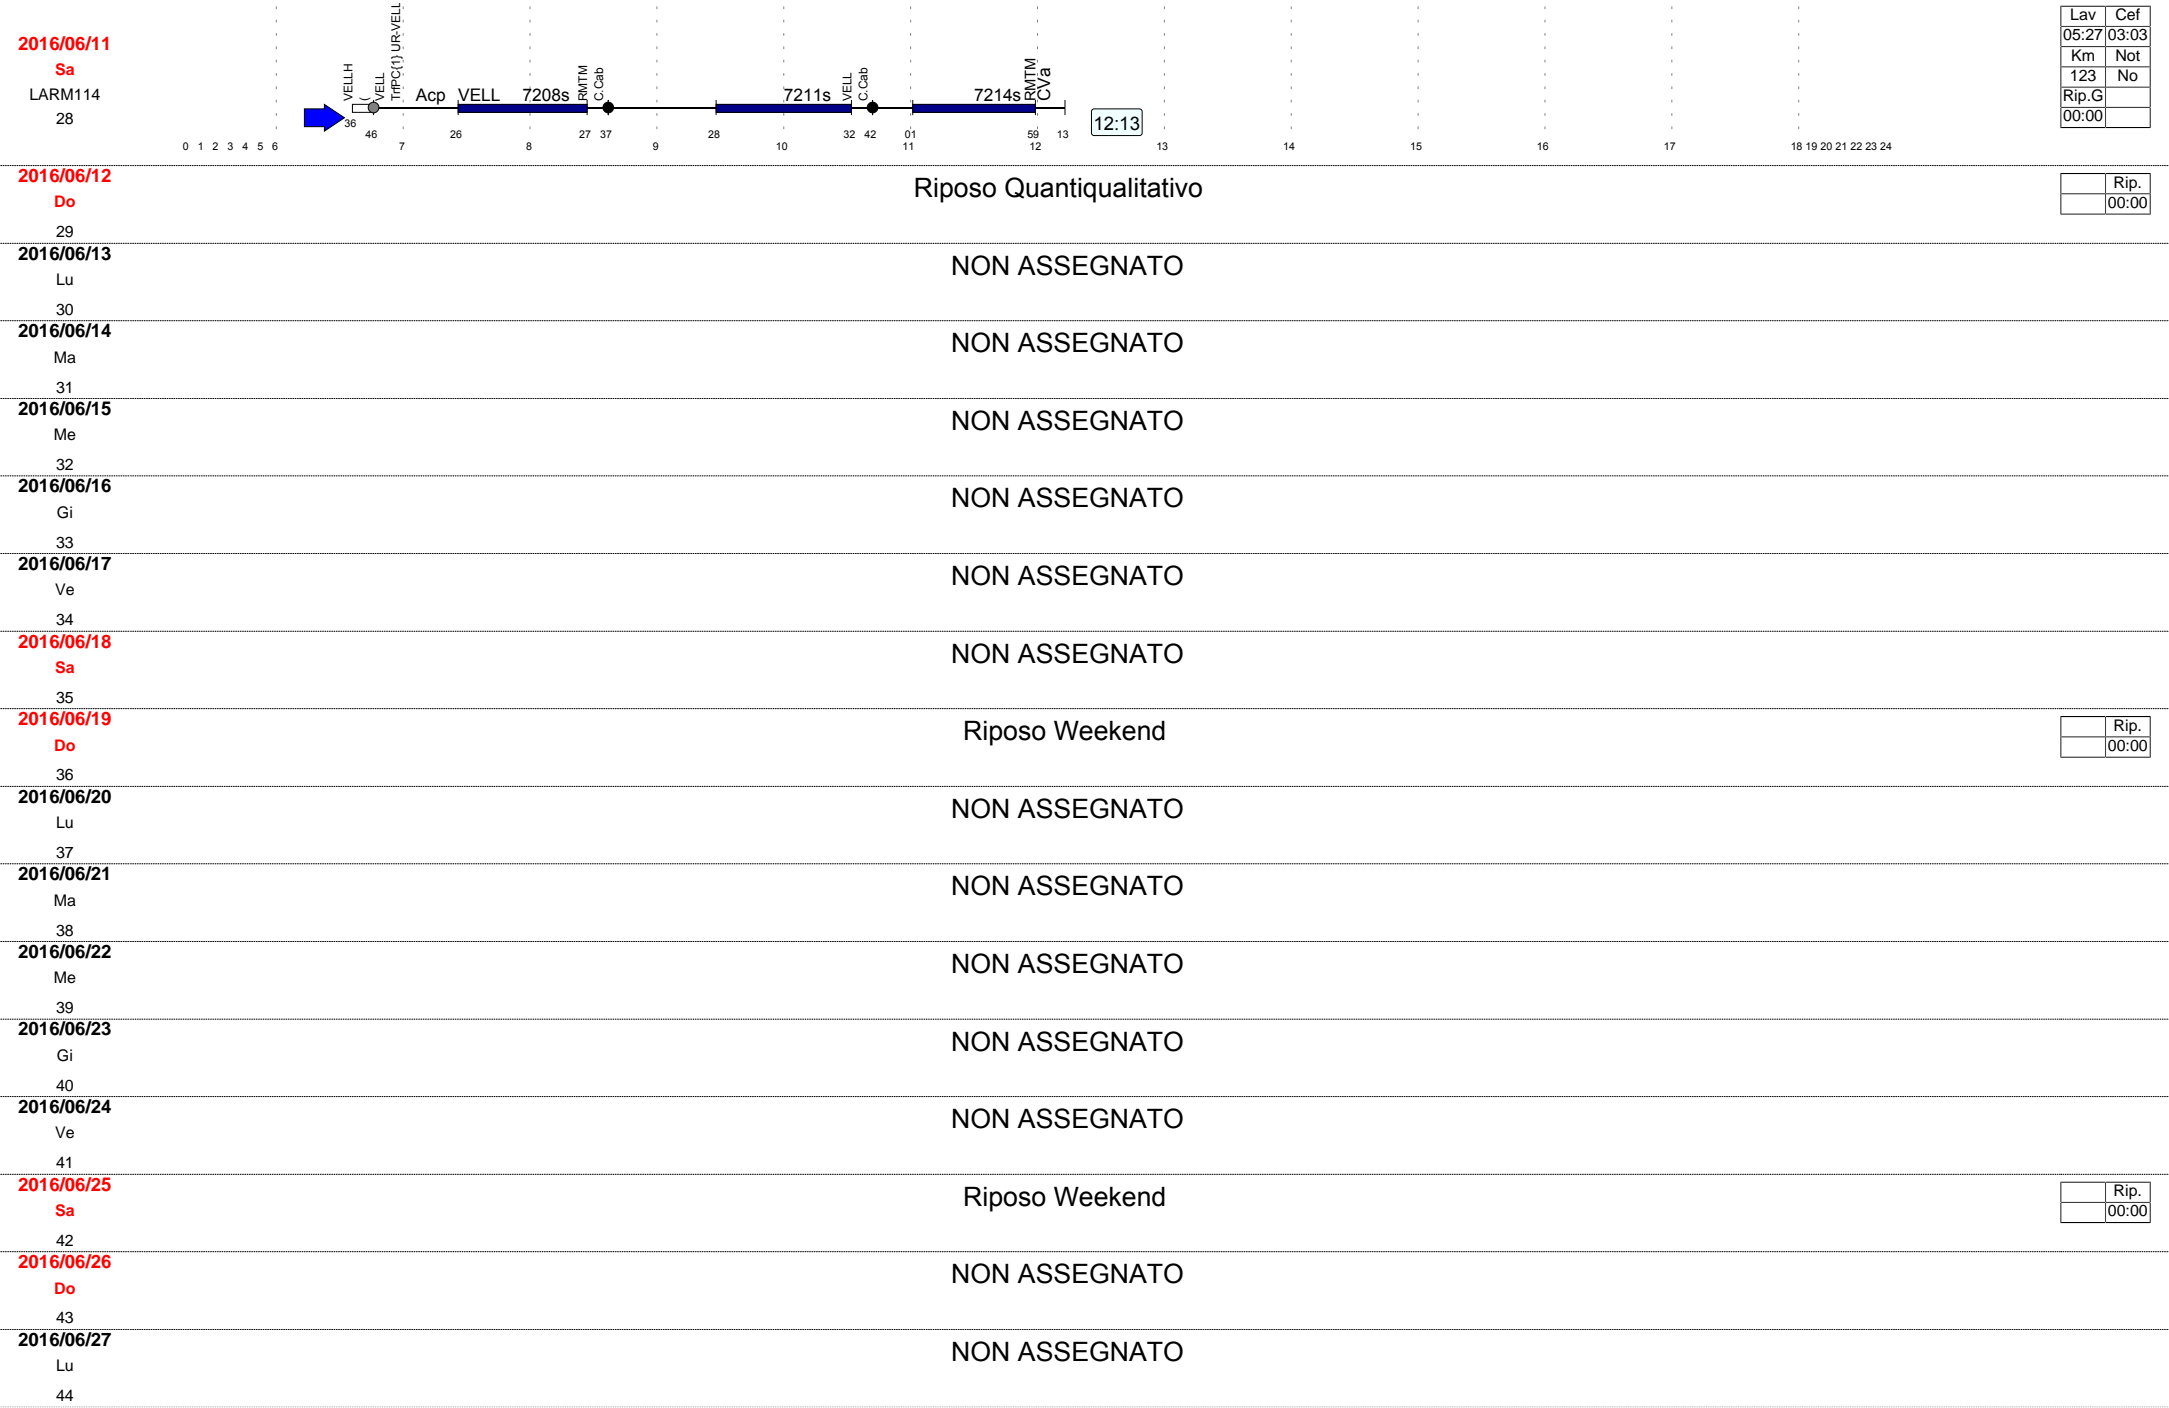 2016/06/11
Sa
LARM114
28
VELLH
(
VELL
TrfPC{1} UR-VELL
Acp VELL 7208s
RMTM
C.Cab
7211s
VELL
C.Cab
7214s
RMTM
CVa
36 46 26 27 37 28 32 42 01 59 13
12:13
0 1 2 3 4 5 6 7 8 9 10 11 12 13 14 15 16 17 18 19 20 21 22 23 24
Lav Cef
05:27 03:03
Km Not
123 No
Rip.G
00:00
2016/06/12
Do
29
Riposo Quantiqualitativo
Rip.
00:00
2016/06/13
Lu
30
NON ASSEGNATO
2016/06/14
Ma
31
NON ASSEGNATO
2016/06/15
Me
32
NON ASSEGNATO
2016/06/16
Gi
33
NON ASSEGNATO
2016/06/17
Ve
34
NON ASSEGNATO
2016/06/18
Sa
35
NON ASSEGNATO
2016/06/19
Do
36
Riposo Weekend
Rip.
00:00
2016/06/20
Lu
37
NON ASSEGNATO
2016/06/21
Ma
38
NON ASSEGNATO
2016/06/22
Me
39
NON ASSEGNATO
2016/06/23
Gi
40
NON ASSEGNATO
2016/06/24
Ve
41
NON ASSEGNATO
2016/06/25
Sa
42
Riposo Weekend
Rip.
00:00
2016/06/26
Do
43
NON ASSEGNATO
2016/06/27
Lu
44
NON ASSEGNATO